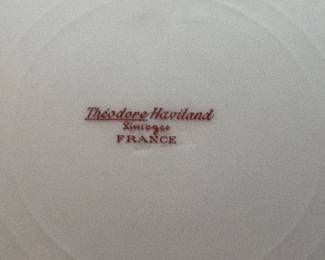 Théodore Haviland
Limoges
FRANCE